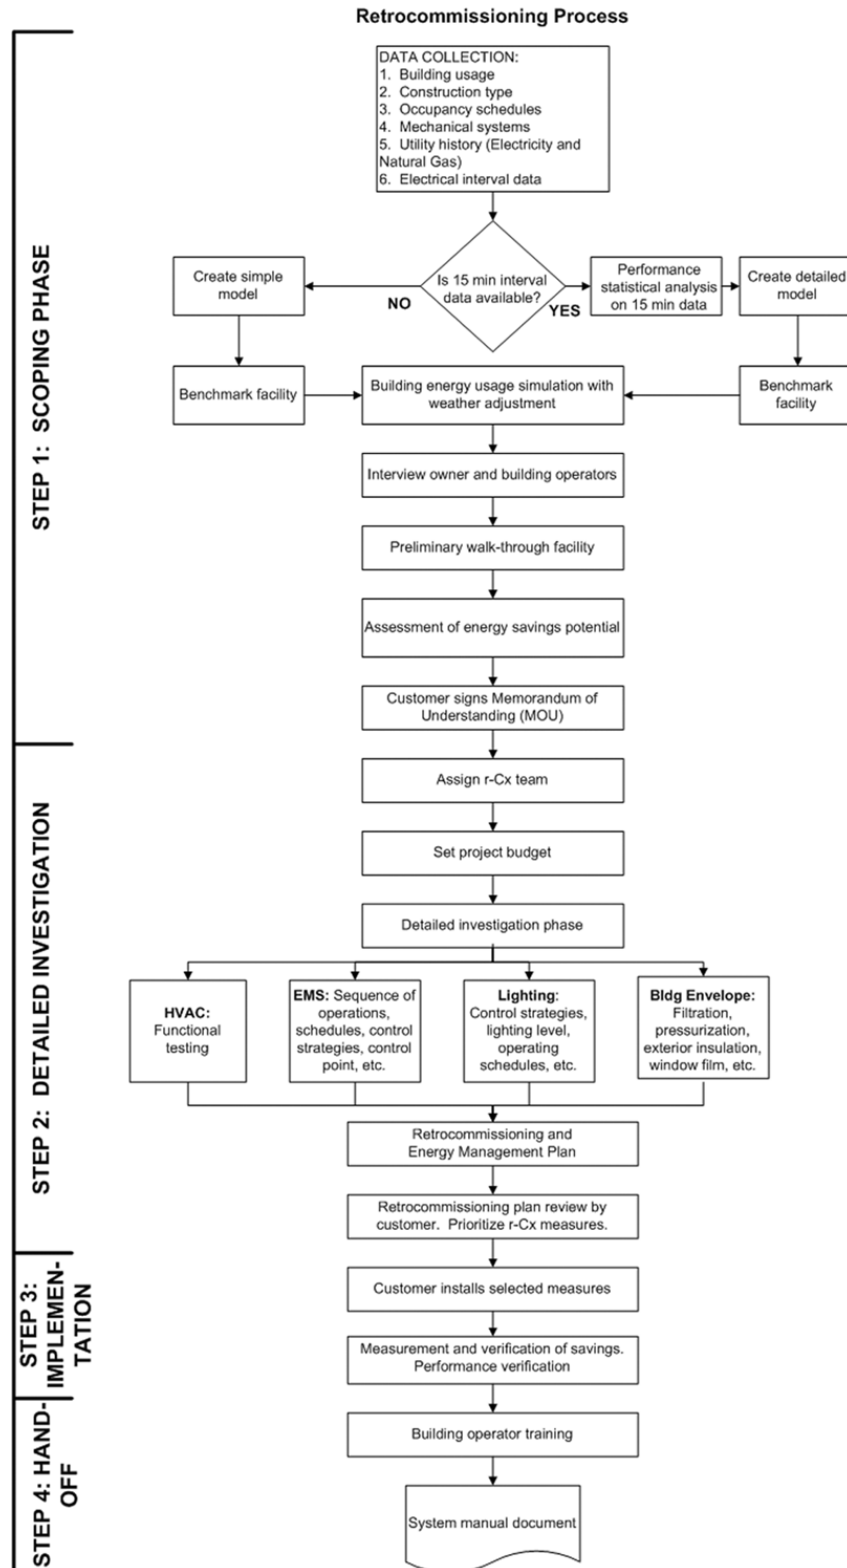 Retrocommissioning Process
STEP 1: SCOPING PHASE
DATA COLLECTION:
1. Building usage
2. Construction type
3. Occupancy schedules
4. Mechanical systems
5. Utility history (Electricity and
Natural Gas)
6. Electrical interval data
Is 15 min interval
data available?
NO
YES
Create simple
model
Performance
statistical analysis
on 15 min data
Create detailed
model
Benchmark facility
Building energy usage simulation with
weather adjustment
Benchmark
facility
Interview owner and building operators
Preliminary walk-through facility
Assessment of energy savings potential
Customer signs Memorandum of
Understanding (MOU)
STEP 2: DETAILED INVESTIGATION
Assign r-Cx team
Set project budget
Detailed investigation phase
HVAC:
Functional
testing
EMS: Sequence of
operations,
schedules, control
strategies, control
point, etc.
Lighting:
Control strategies,
lighting level,
operating
schedules, etc.
Bldg Envelope:
Filtration,
pressurization,
exterior insulation,
window film, etc.
Retrocommissioning and
Energy Management Plan
Retrocommissioning plan review by
customer. Prioritize r-Cx measures.
STEP 3:
IMPLEMEN-
TATION
Customer installs selected measures
Measurement and verification of savings.
Performance verification
STEP 4: HAND-
OFF
Building operator training
System manual document